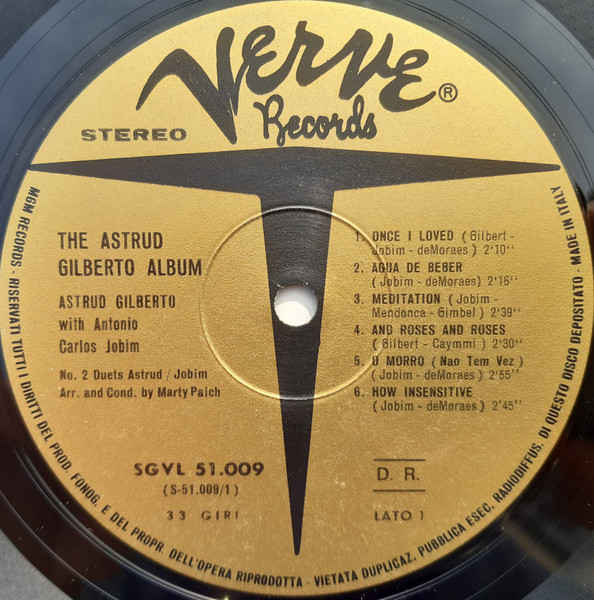 Verve ®
Records
STEREO
THE ASTRUD
GILBERTO ALBUM
ASTRUD GILBERTO
with Antonio
Carlos Jobim
No. 2 Duets Astrud / Jobim
Arr. and Cond. by Marty Paich
1. ONCE I LOVED (Gilbert -
Jobim - deMoraes) 2'10''
2. AGUA DE BEBER
(Jobim - deMoraes) 2'16''
3. MEDITATION (Jobim -
Mendonca - Gimbel) 2'39''
4. AND ROSES AND ROSES
(Gilbert - Caymmi) 2'30''
5. O MORRO (Nao Tem Vez)
(Jobim - deMoraes) 2'55''
6. HOW INSENSITIVE
(Jobim - deMoraes) 2'45''
SGVL 51.009
(S-51.009/1)
33 GIRI
D. R.
LATO 1
MGM RECORDS - RISERVATI TUTTI I DIRITTI DEL PROD. FONOG. E DEL PROPR. DELL'OPERA RIPRODOTTA - VIETATA DUPLICAZ. PUBBLICA ESEC. RADIODIFFUS. DI QUESTO DISCO DEPOSITATO - MADE IN ITALY